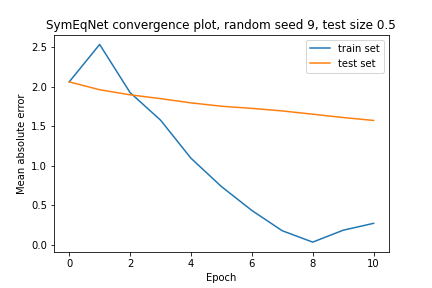 SymEqNet convergence plot, random seed 9, test size 0.5
train set
test set
2.5
2.0
1.5
1.0
0.5
0.0
Mean absolute error
0 2 4 6 8 10
Epoch